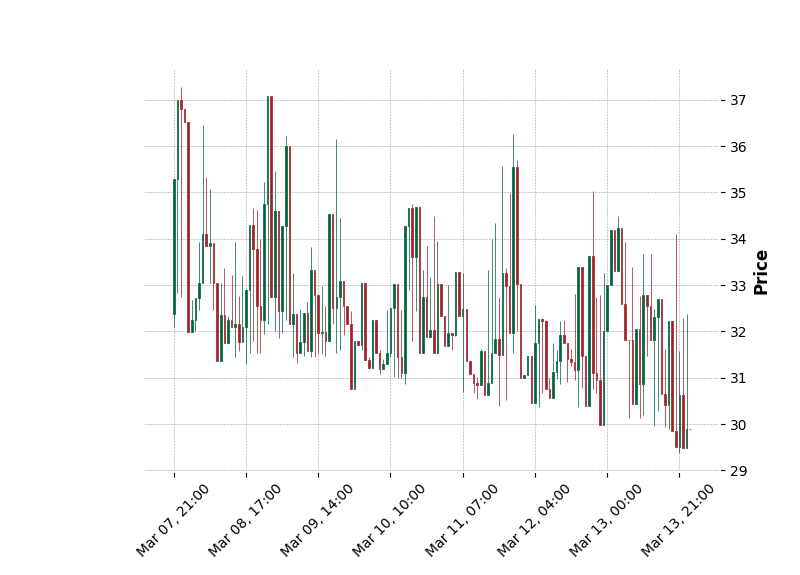 37
36
35
34
33
32
31
30
29
Price
Mar 07, 21:00
Mar 08, 17:00
Mar 09, 14:00
Mar 10, 10:00
Mar 11, 07:00
Mar 12, 04:00
Mar 13, 00:00
Mar 13, 21:00